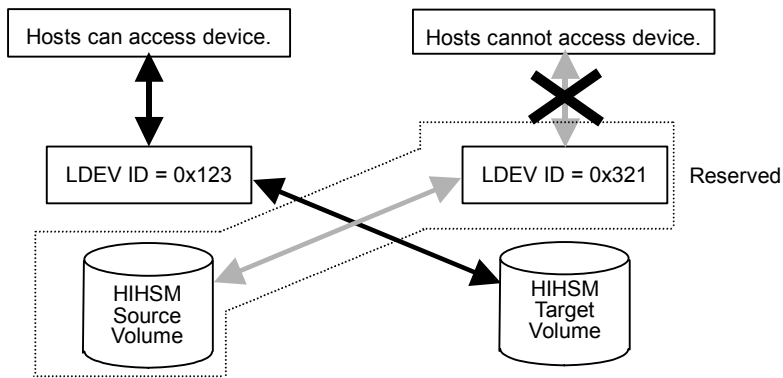 Hosts can access device.
Hosts cannot access device.
LDEV ID = 0x123
LDEV ID = 0x321
Reserved
HIHSM
Source
Volume
HIHSM
Target
Volume